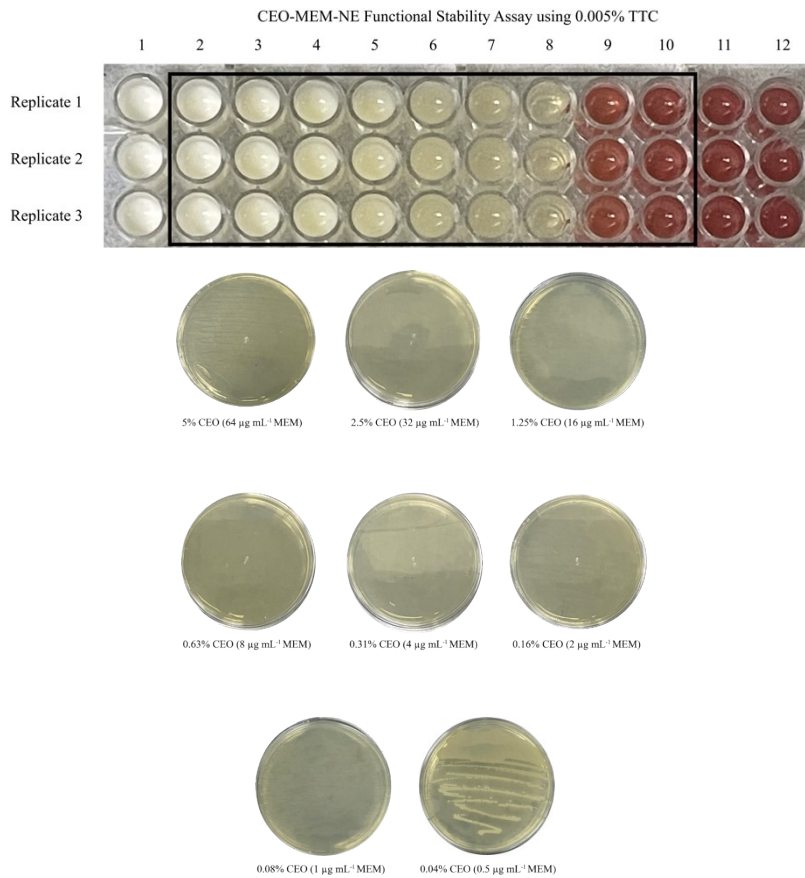 CEO-MEM-NE Functional Stability Assay using 0.005% TTC
1 2 3 4 5 6 7 8 9 10 11 12
Replicate 1
Replicate 2
Replicate 3
5% CEO (64 µg mL⁻¹ MEM) 2.5% CEO (32 µg mL⁻¹ MEM) 1.25% CEO (16 µg mL⁻¹ MEM)
0.63% CEO (8 µg mL⁻¹ MEM) 0.31% CEO (4 µg mL⁻¹ MEM) 0.16% CEO (2 µg mL⁻¹ MEM)
0.08% CEO (1 µg mL⁻¹ MEM) 0.04% CEO (0.5 µg mL⁻¹ MEM)